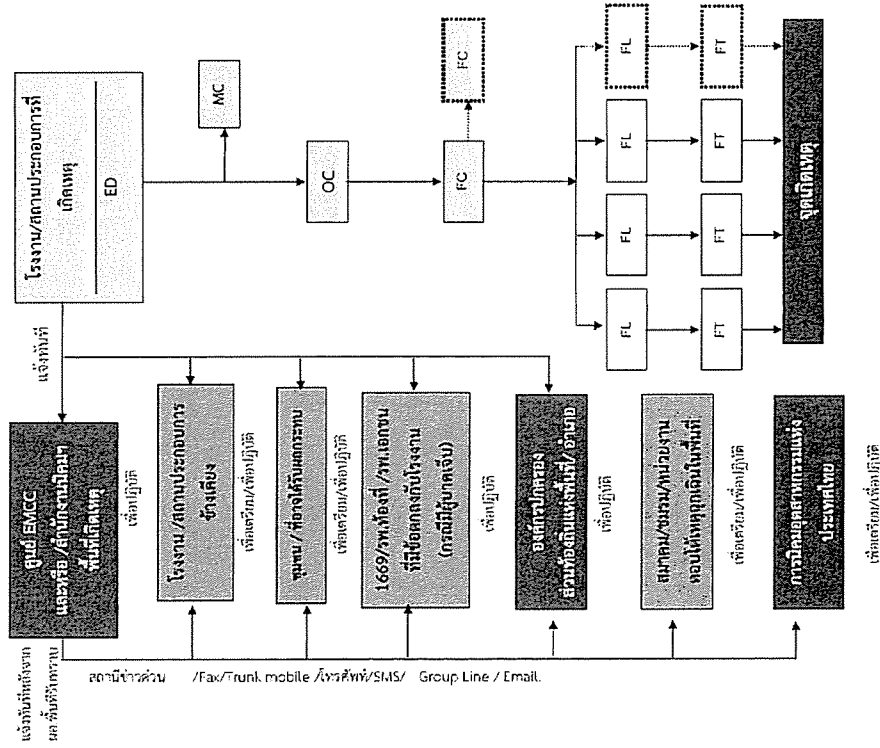 โรงงาน/สถานประกอบการที่
เกิดเหตุ
ED
MC
OC
FC
FC
FL
FL
FL
FL
FT
FT
FT
FT
จุดเกิดเหตุ
แจ้งทันที
ศูนย์ EMCC
และหรือ /สำนักงานนิคมฯ
พื้นที่เกิดเหตุ
เพื่อปฏิบัติ
โรงงาน /สถานประกอบการ
ข้างเคียง
เพื่อเตรียม/เพื่อปฏิบัติ
ชุมชน / ที่อาจได้รับผลกระทบ
เพื่อเตรียม/เพื่อปฏิบัติ
1669/รพ.ท้องที่ /รพ.เอกชน
ที่มีข้อตกลงกับโรงงาน
(กรณีมีผู้บาดเจ็บ)
เพื่อปฏิบัติ
องค์กรปกครอง
ส่วนท้องถิ่นแห่งพื้นที่/ อำเภอ
เพื่อปฏิบัติ
สมาคม/ชมรม/หน่วยงาน
ตอบโต้เหตุฉุกเฉินในพื้นที่
เพื่อเตรียม/เพื่อปฏิบัติ
การนิคมอุตสาหกรรมแห่ง
ประเทศไทย
เพื่อเตรียม/เพื่อปฏิบัติ
แจ้งทันทีหลังจาก
ผอ.พื้นที่รับทราบ
สถานีข่าวด่วน /Fax/Trunk mobile /โทรศัพท์/SMS/ Group Line / Email.